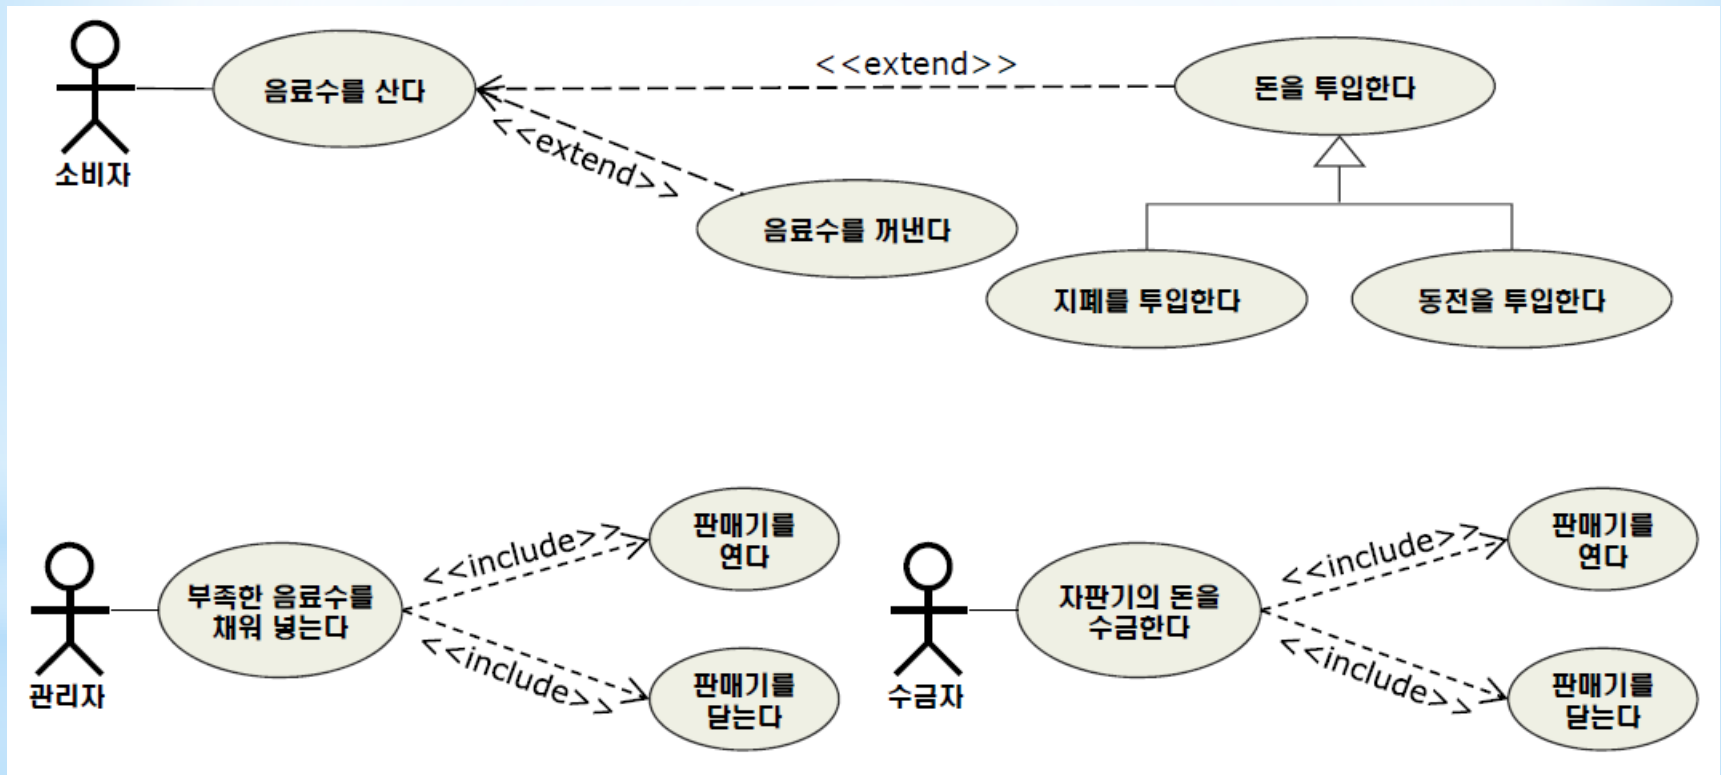 <<extend>>
음료수를 산다
돈을 투입한다
<<extend>>
소비자
음료수를 꺼낸다
지폐를 투입한다
동전을 투입한다
<<include>>
판매기를
연다
부족한 음료수를
채워 넣는다
<<include>>
판매기를
닫는다
관리자
<<include>>
판매기를
연다
자판기의 돈을
수금한다
<<include>>
판매기를
닫는다
수금자